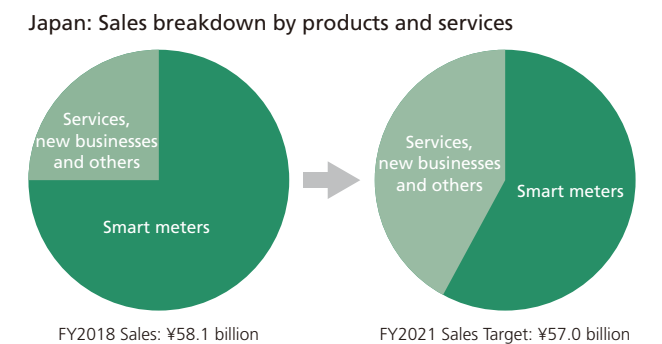 Japan: Sales breakdown by products and services
Services,
new businesses
and others
Smart meters
Services,
new businesses
and others
Smart meters
FY2018 Sales: ¥58.1 billion
FY2021 Sales Target: ¥57.0 billion